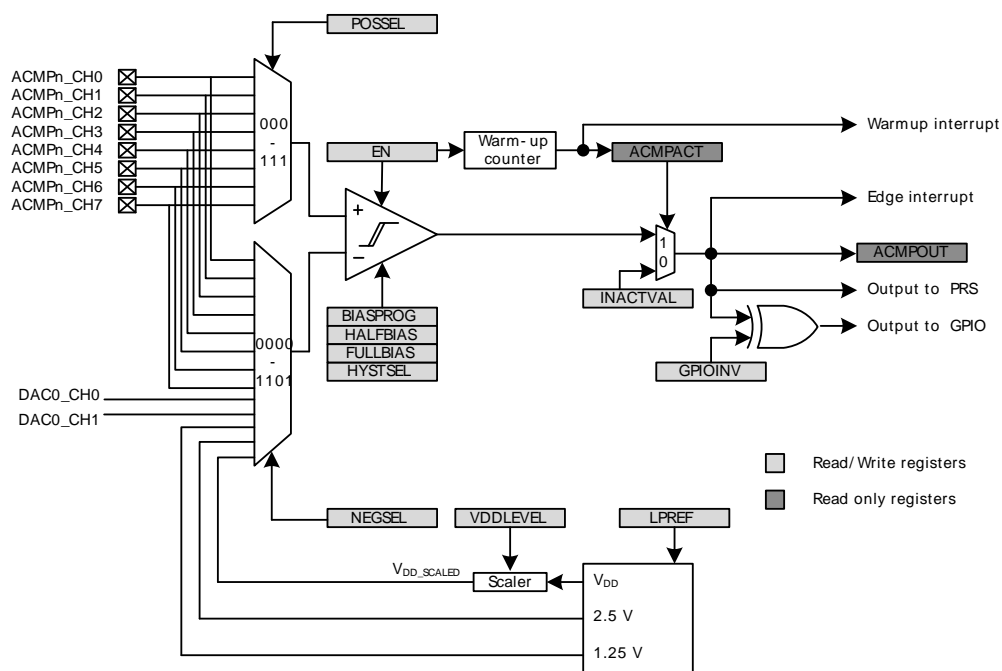 POSSEL
ACMPn_CH0
ACMPn_CH1
ACMPn_CH2
ACMPn_CH3
ACMPn_CH4
ACMPn_CH5
ACMPn_CH6
ACMPn_CH7
000
-
111
EN
Warm-up
counter
ACMPACT
Warmup interrupt
Edge interrupt
+
−
1
0
ACMPOUT
INACTVAL
Output to PRS
Output to GPIO
BIASPROG
HALFBIAS
FULLBIAS
HYSTSEL
GPIOINV
0000
-
1101
DAC0_CH0
DAC0_CH1
Read/Write registers
Read only registers
NEGSEL
VDDLEVEL
LPREF
VDD_SCALED
Scaler
VDD
2.5 V
1.25 V